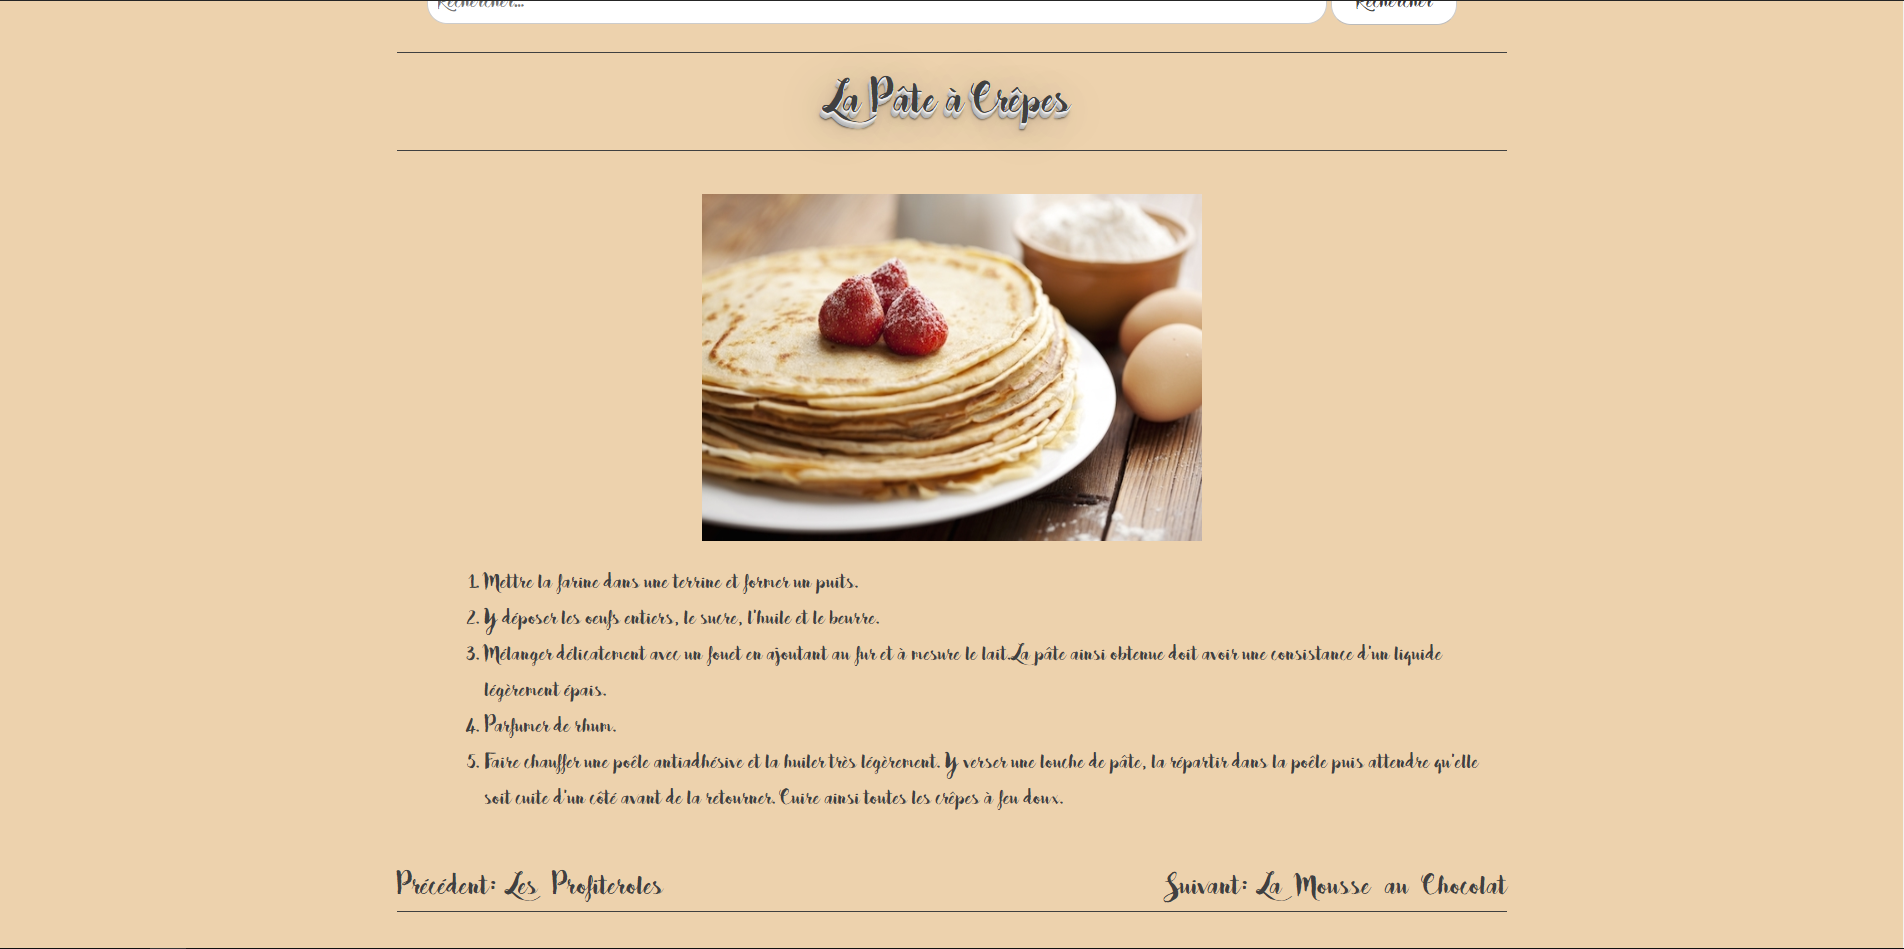 Rechercher...
Rechercher
La Pâte à Crêpes
1. Mettre la farine dans une terrine et former un puits.
2. Y déposer les oeufs entiers, le sucre, l'huile et le beurre.
3. Mélanger délicatement avec un fouet en ajoutant au fur et à mesure le lait.La pâte ainsi obtenue doit avoir une consistance d'un liquide
légèrement épais.
4. Parfumer de rhum.
5. Faire chauffer une poêle antiadhésive et la huiler très légèrement. Y verser une louche de pâte, la répartir dans la poêle puis attendre qu'elle
soit cuite d'un côté avant de la retourner. Cuire ainsi toutes les crêpes à feu doux.
Précédent: Les Profiteroles
Suivant: La Mousse au Chocolat